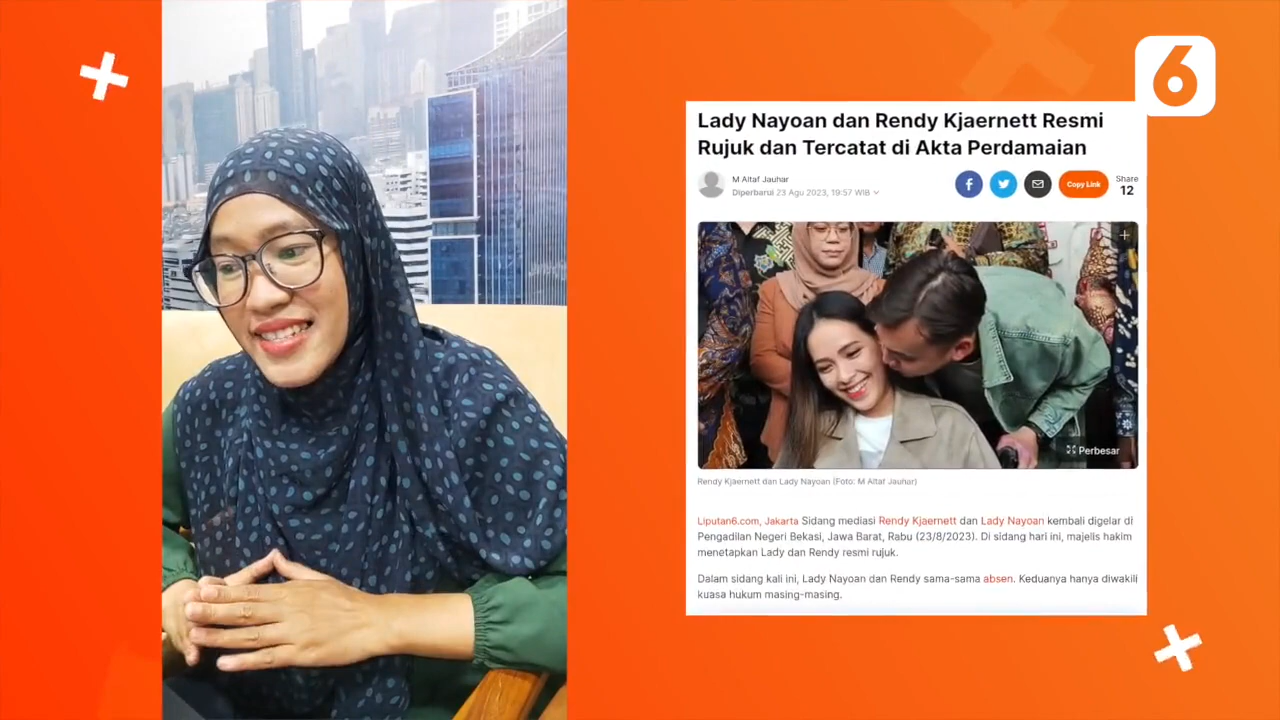 6
Lady Nayoan dan Rendy Kjaernett Resmi
Rujuk dan Tercatat di Akta Perdamaian
M Altaf Jauhar
Diperbarui 23 Agu 2023, 19:57 WIB
Copy Link
Share
12
Perbesar
Rendy Kjaernett dan Lady Nayoan (Foto: M Altaf Jauhar)
Liputan6.com, Jakarta Sidang mediasi Rendy Kjaernett dan Lady Nayoan kembali digelar di
Pengadilan Negeri Bekasi, Jawa Barat, Rabu (23/8/2023). Di sidang hari ini, majelis hakim
menetapkan Lady dan Rendy resmi rujuk.
Dalam sidang kali ini, Lady Nayoan dan Rendy sama-sama absen. Keduanya hanya diwakili
kuasa hukum masing-masing.